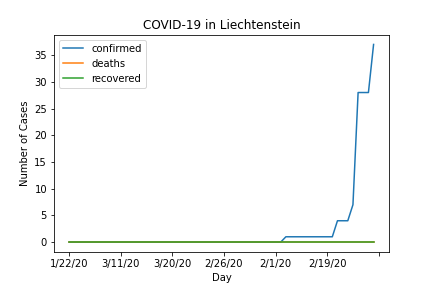 COVID-19 in Liechtenstein
confirmed
deaths
recovered
35
30
25
20
15
10
5
0
Number of Cases
1/22/20 3/11/20 3/20/20 2/26/20 2/1/20 2/19/20
Day